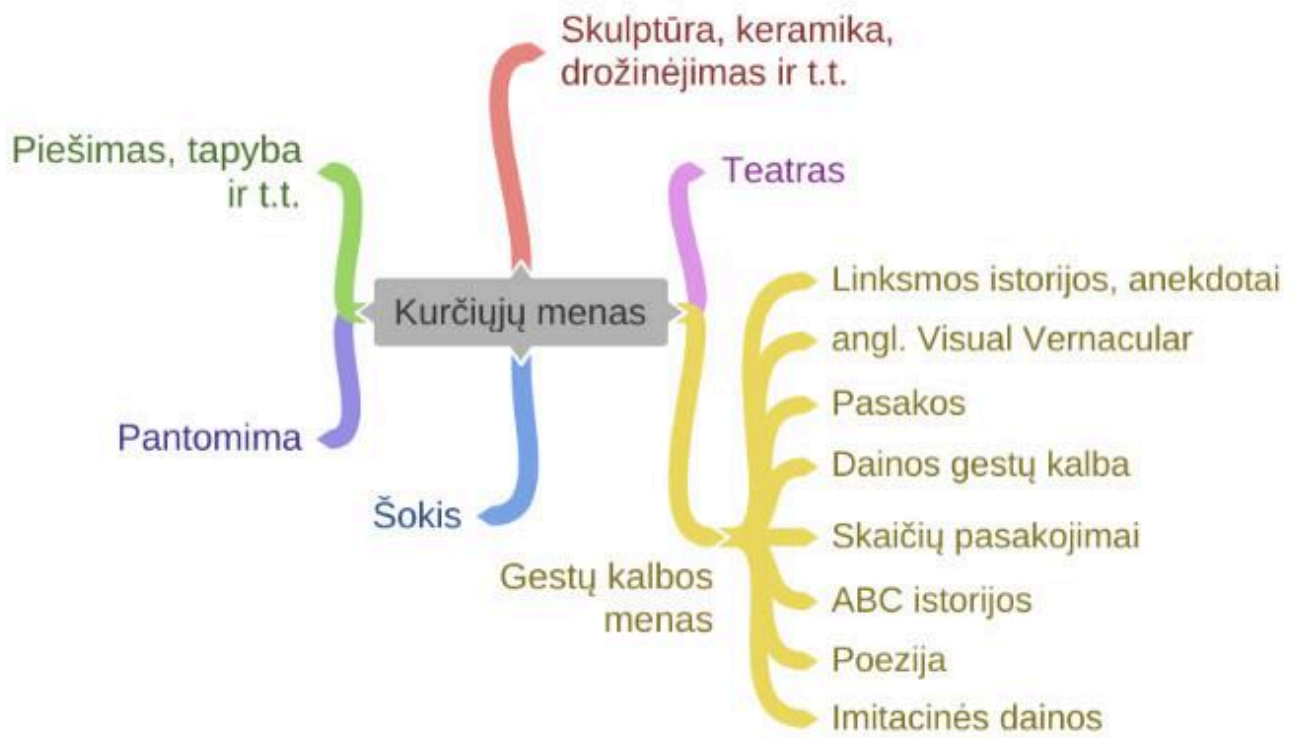 Skulptūra, keramika,
drožinėjimas ir t.t.
Piešimas, tapyba
ir t.t.
Teatras
Kurčiųjų menas
Pantomima
Šokis
Gestų kalbos
menas
Linksmos istorijos, anekdotai
angl. Visual Vernacular
Pasakos
Dainos gestų kalba
Skaičių pasakojimai
ABC istorijos
Poezija
Imitacinės dainos